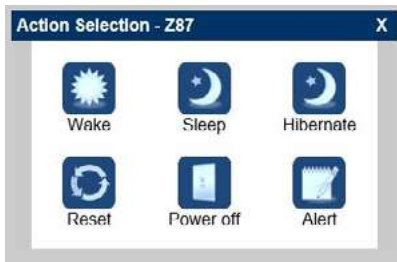 Action Selection - Z87 X
Wake Sleep Hibernate
Reset Power off Alert